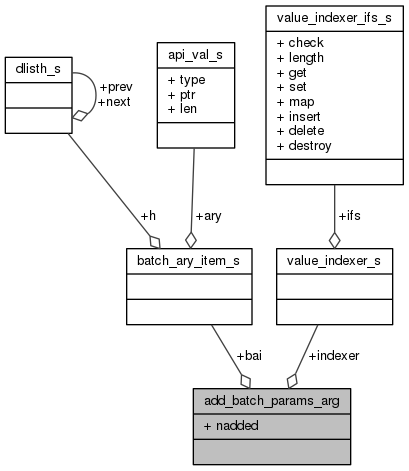 value_indexer_ifs_s
+ check
+ length
+ get
+ set
+ map
+ insert
+ delete
+ destroy
api_val_s
+ type
+ ptr
+ len
dlisth_s
+prev
+next
+h
+ary
+ifs
batch_ary_item_s
value_indexer_s
+bai
+indexer
add_batch_params_arg
+ nadded